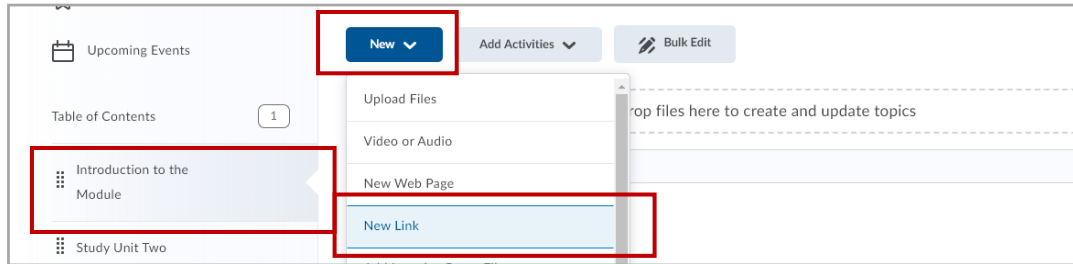 Upcoming Events
Table of Contents
1
Introduction to the
Module
Study Unit Two
New
Add Activities
Bulk Edit
Upload Files
Video or Audio
New Web Page
New Link
rop files here to create and update topics